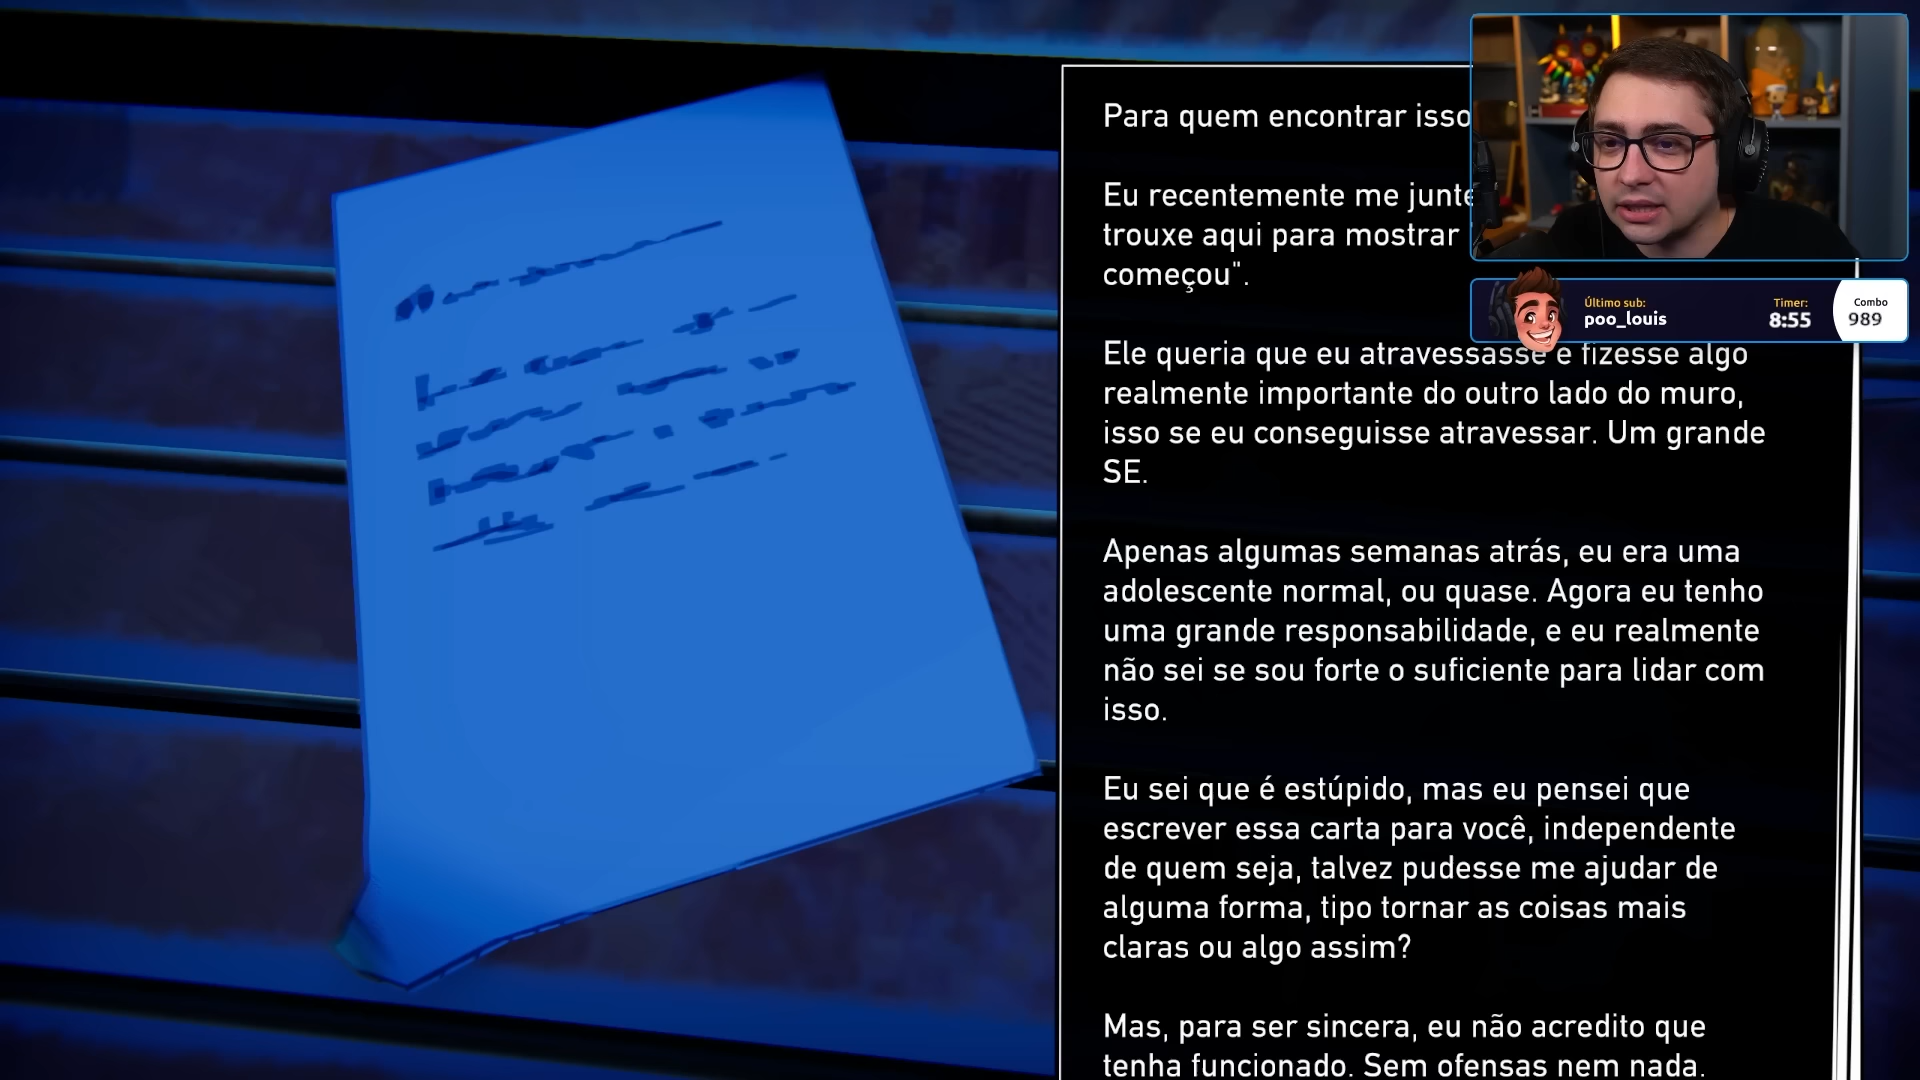 Para quem encontrar isso
Eu recentemente me junte
trouxe aqui para mostrar
começou".
Último sub:
poo_louis
Timer:
8:55
Combo
989
Ele queria que eu atravessasse e fizesse algo
realmente importante do outro lado do muro,
isso se eu conseguisse atravessar. Um grande
SE.
Apenas algumas semanas atrás, eu era uma
adolescente normal, ou quase. Agora eu tenho
uma grande responsabilidade, e eu realmente
não sei se sou forte o suficiente para lidar com
isso.
Eu sei que é estúpido, mas eu pensei que
escrever essa carta para você, independente
de quem seja, talvez pudesse me ajudar de
alguma forma, tipo tornar as coisas mais
claras ou algo assim?
Mas, para ser sincera, eu não acredito que
tenha funcionado. Sem ofensas nem nada.